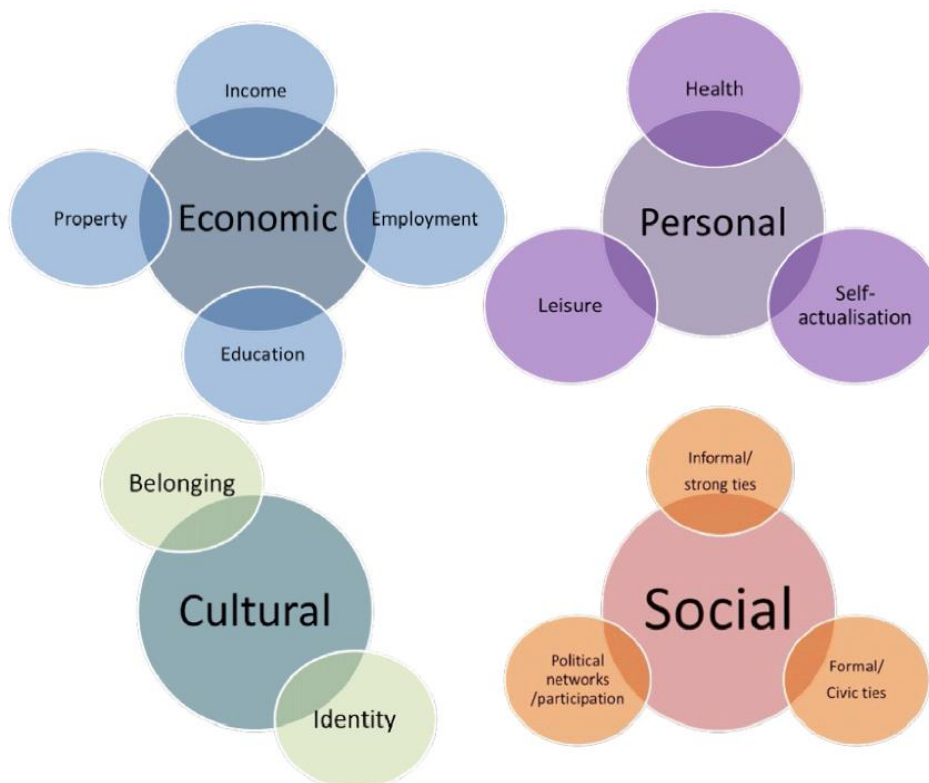 Income
Property
Economic
Employment
Education
Health
Personal
Leisure
Self-
actualisation
Belonging
Cultural
Identity
Informal/
strong ties
Social
Political
networks
/participation
Formal/
Civic ties